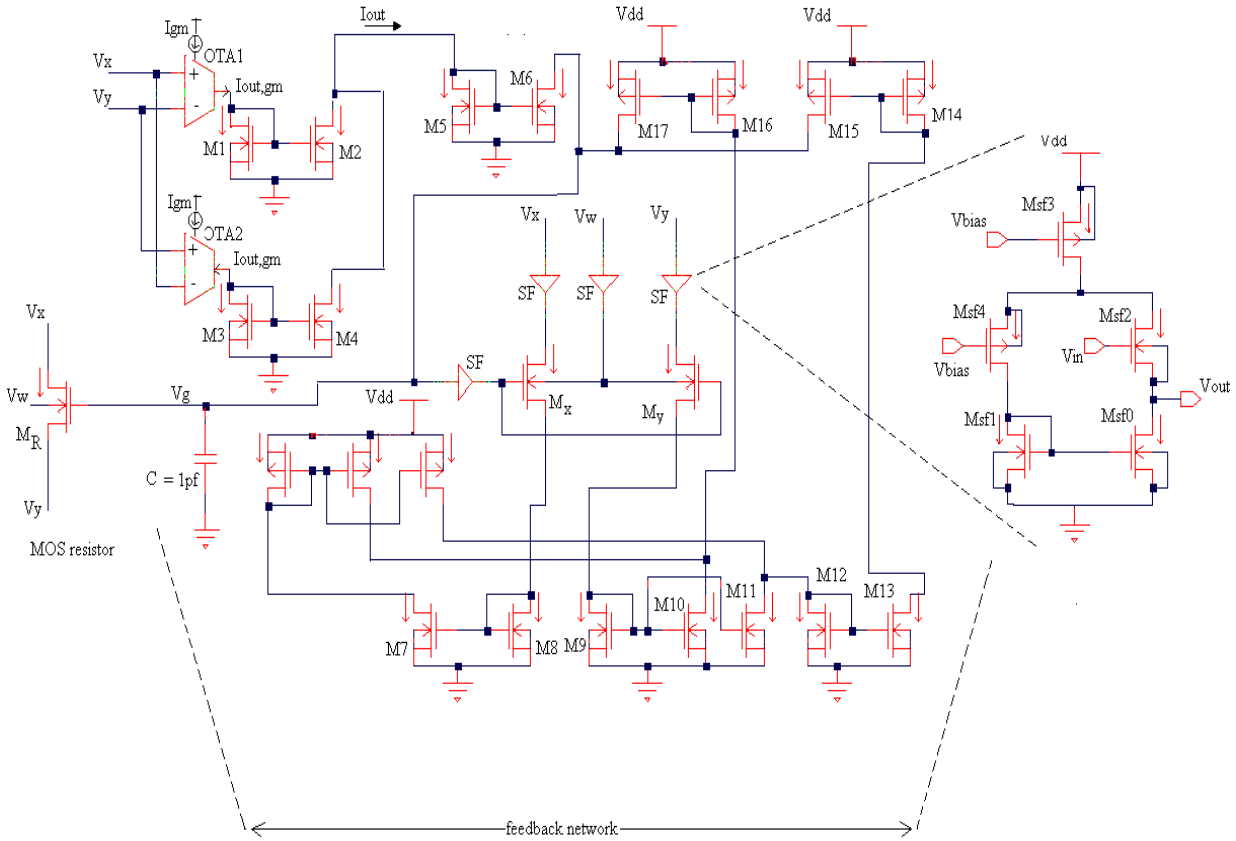 Igm
Vx
Vy
OTA1
+
-
Iout,gm
M1
M2
Iout
M5
M6
Vdd
M17
M16
Vdd
M15
M14
Igm
OTA2
+
-
Iout,gm
M3
M4
Vx
Vw
Vy
SF
SF
SF
Vdd
Msf3
Vbias
Msf4
Vbias
Msf2
Vin
Vout
Msf1
Msf0
Vx
Vw
MR
Vy
MOS resistor
Vg
C = 1pf
SF
Vdd
Mx
My
M7
M8
M9
M10
M11
M12
M13
feedback network